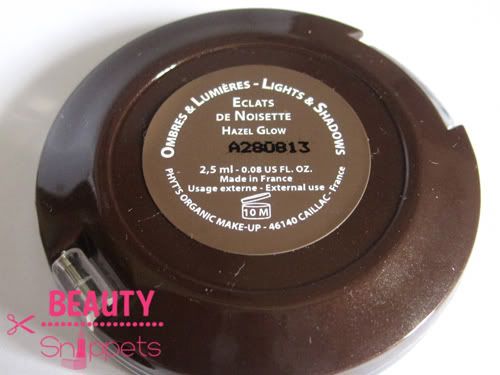 OMBRES & LUMIÈRES - LIGHTS & SHADOWS
ECLATS
DE NOISETTE
HAZEL GLOW
A280813
2,5 ml - 0.08 US FL. OZ.
Made in France
Usage externe - External use
10 M
PHYT'S ORGANIC MAKE-UP - 46140 CAILLAC - France
BEAUTY
Snippets